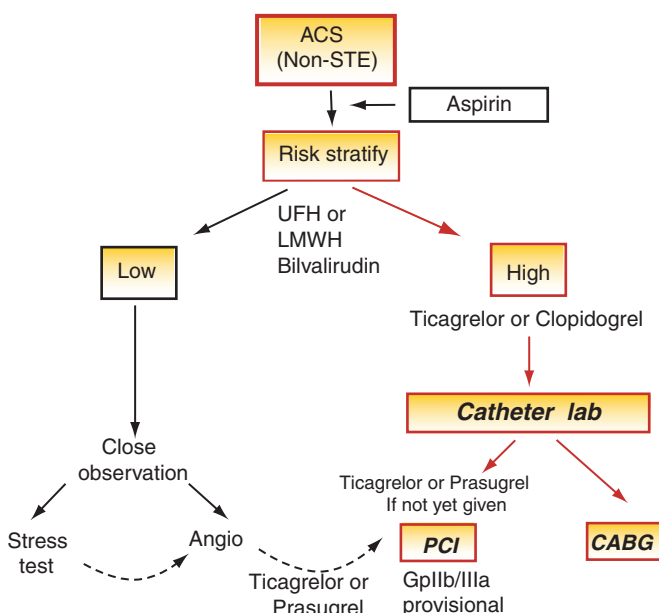 ACS
(Non-STE)
Aspirin
Risk stratify
UFH or
LMWH
Bilvalirudin
Low
High
Ticagrelor or Clopidogrel
Catheter lab
Close
observation
Ticagrelor or Prasugrel
If not yet given
Stress
test
Angio
PCI
CABG
Ticagrelor or
Prasugrel
GpIIb/IIIa
provisional